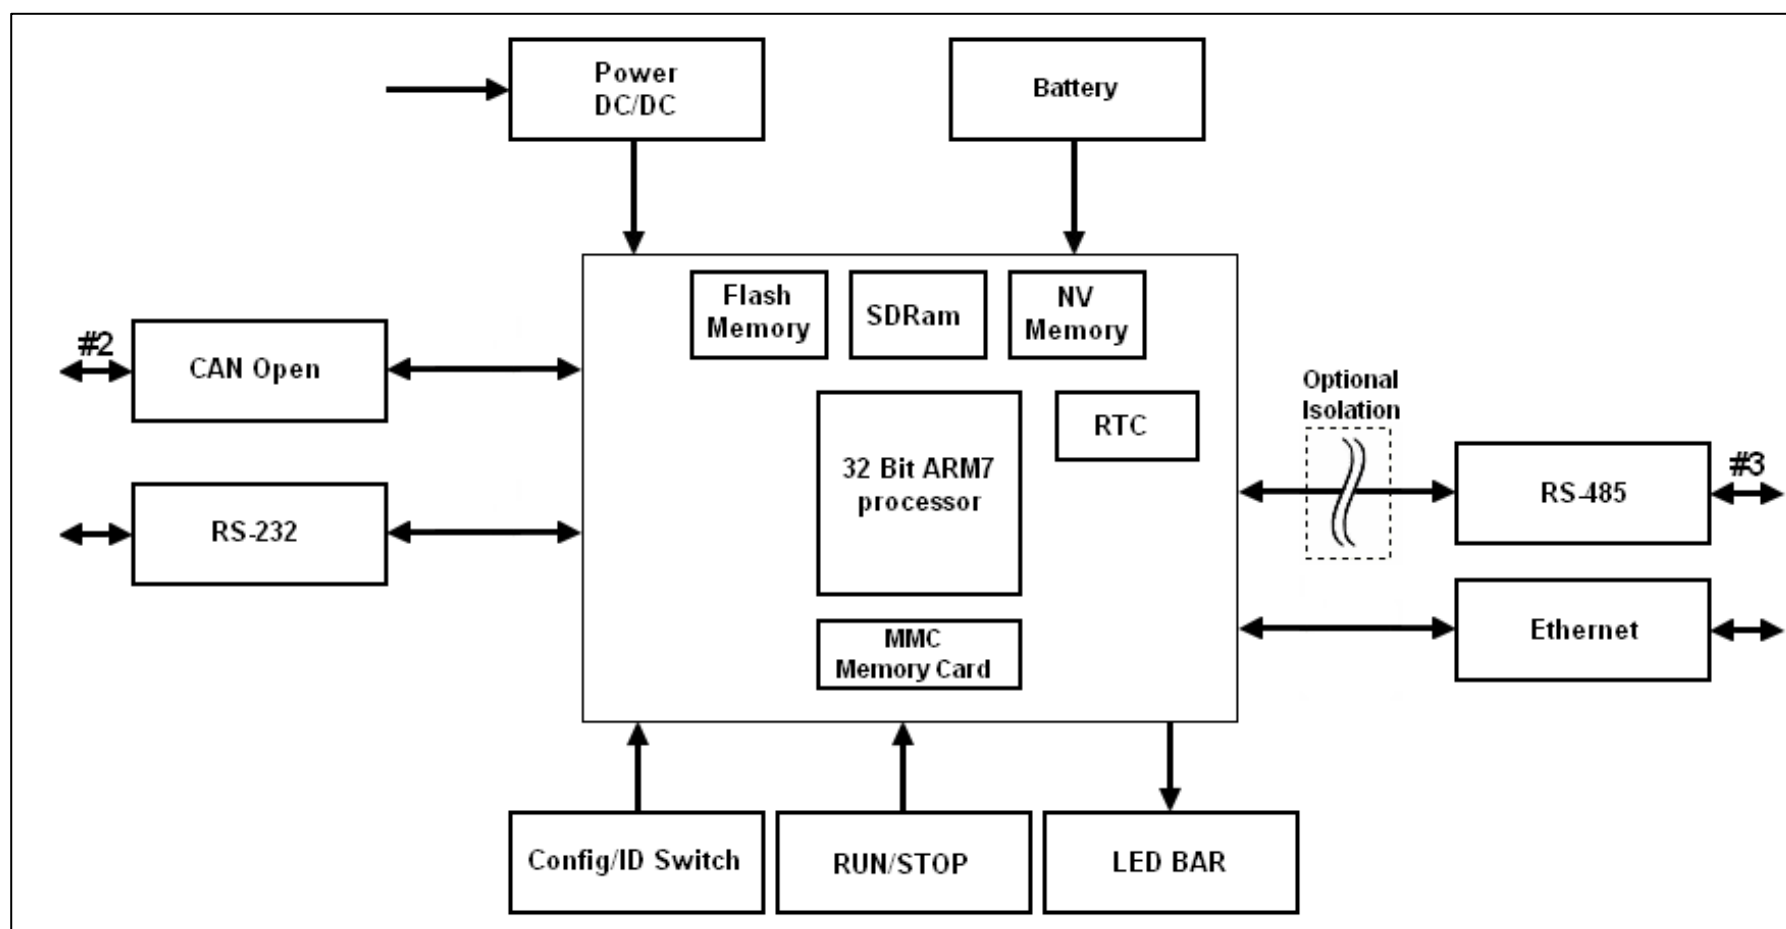 Power
DC/DC
Battery
Flash
Memory
SDRam
NV
Memory
#2
CAN Open
Optional
Isolation
RTC
32 Bit ARM7
processor
#3
RS-485
RS-232
Ethernet
MMC
Memory Card
Config/ID Switch
RUN/STOP
LED BAR